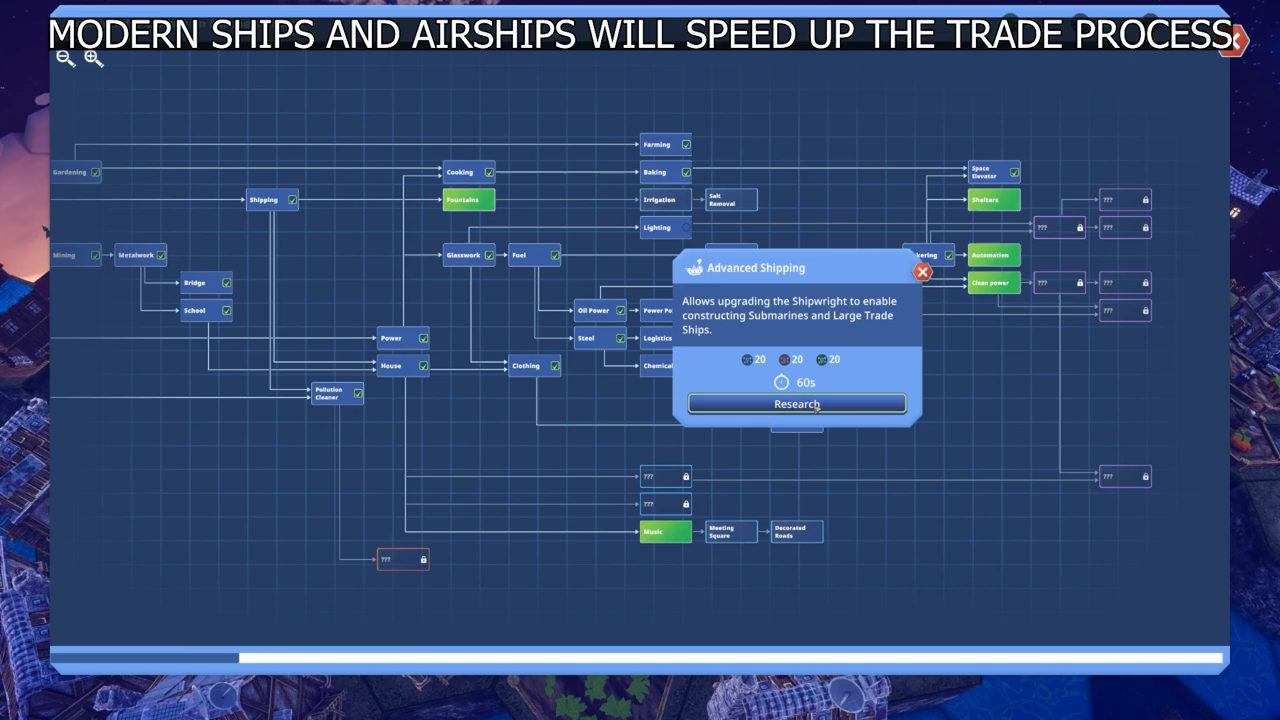 MODERN SHIPS AND AIRSHIPS WILL SPEED UP THE TRADE PROCESS
Farming
Gardening
Cooking
Baking
Space
Elevator
Shipping
Fountains
Irrigation
Salt
Removal
Shelters
???
Lighting
???
???
Mining
Metalwork
Glasswork
Fuel
kering
Automation
Advanced Shipping
Bridge
Clean power
???
???
Allows upgrading the Shipwright to enable
constructing Submarines and Large Trade
Ships.
School
Oil Power
Power Po
???
Power
Steel
Logistics
House
Clothing
Chemical
20 20 20
60s
Research
Pollution
Cleaner
???
???
???
Music
Meeting
Square
Decorated
Roads
???